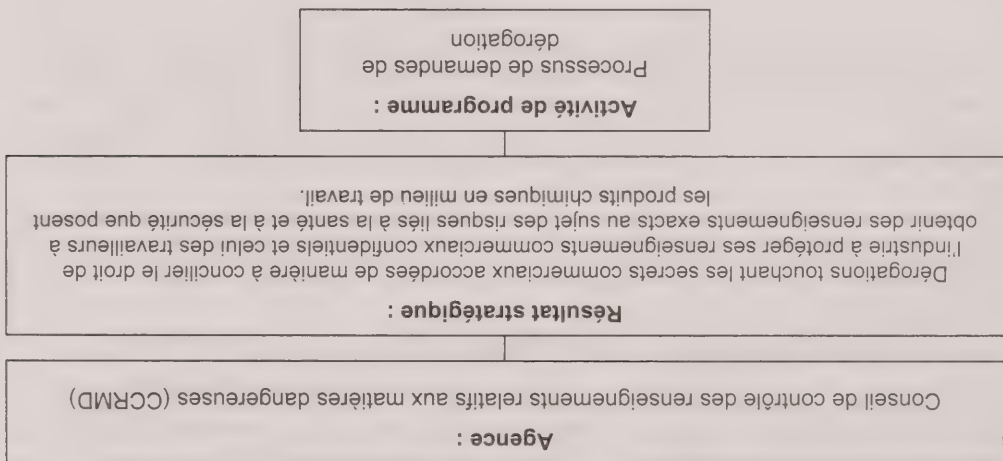 Agence :
Conseil de contrôle des renseignements relatifs aux matières dangereuses (CCRMD)
Résultat stratégique :
Dérogations touchant les secrets commerciaux accordées de manière à concilier le droit de
l'industrie à protéger ses renseignements commerciaux confidentiels et celui des travailleurs à
obtenir des renseignements exacts au sujet des risques liés à la santé et à la sécurité que posent
les produits chimiques en milieu de travail.
Activité de programme :
Processus de demandes de
dérogation